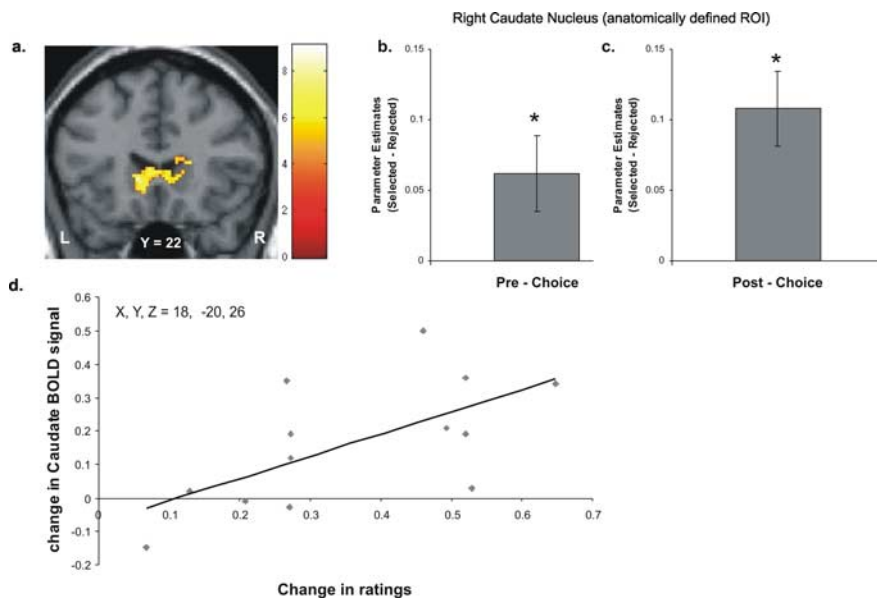 Right Caudate Nucleus (anatomically defined ROI)
a.
8
6
4
2
0
L
Y = 22
R
b.
0.15
0.1
0.05
0
Parameter Estimates
(Selected - Rejected)
*
Pre - Choice
c.
0.15
0.1
0.05
0
Parameter Estimates
(Selected - Rejected)
*
Post - Choice
d.
X, Y, Z = 18, -20, 26
change in Caudate BOLD signal
0.6
0.5
0.4
0.3
0.2
0.1
0
-0.1
-0.2
0 0.1 0.2 0.3 0.4 0.5 0.6 0.7
Change in ratings